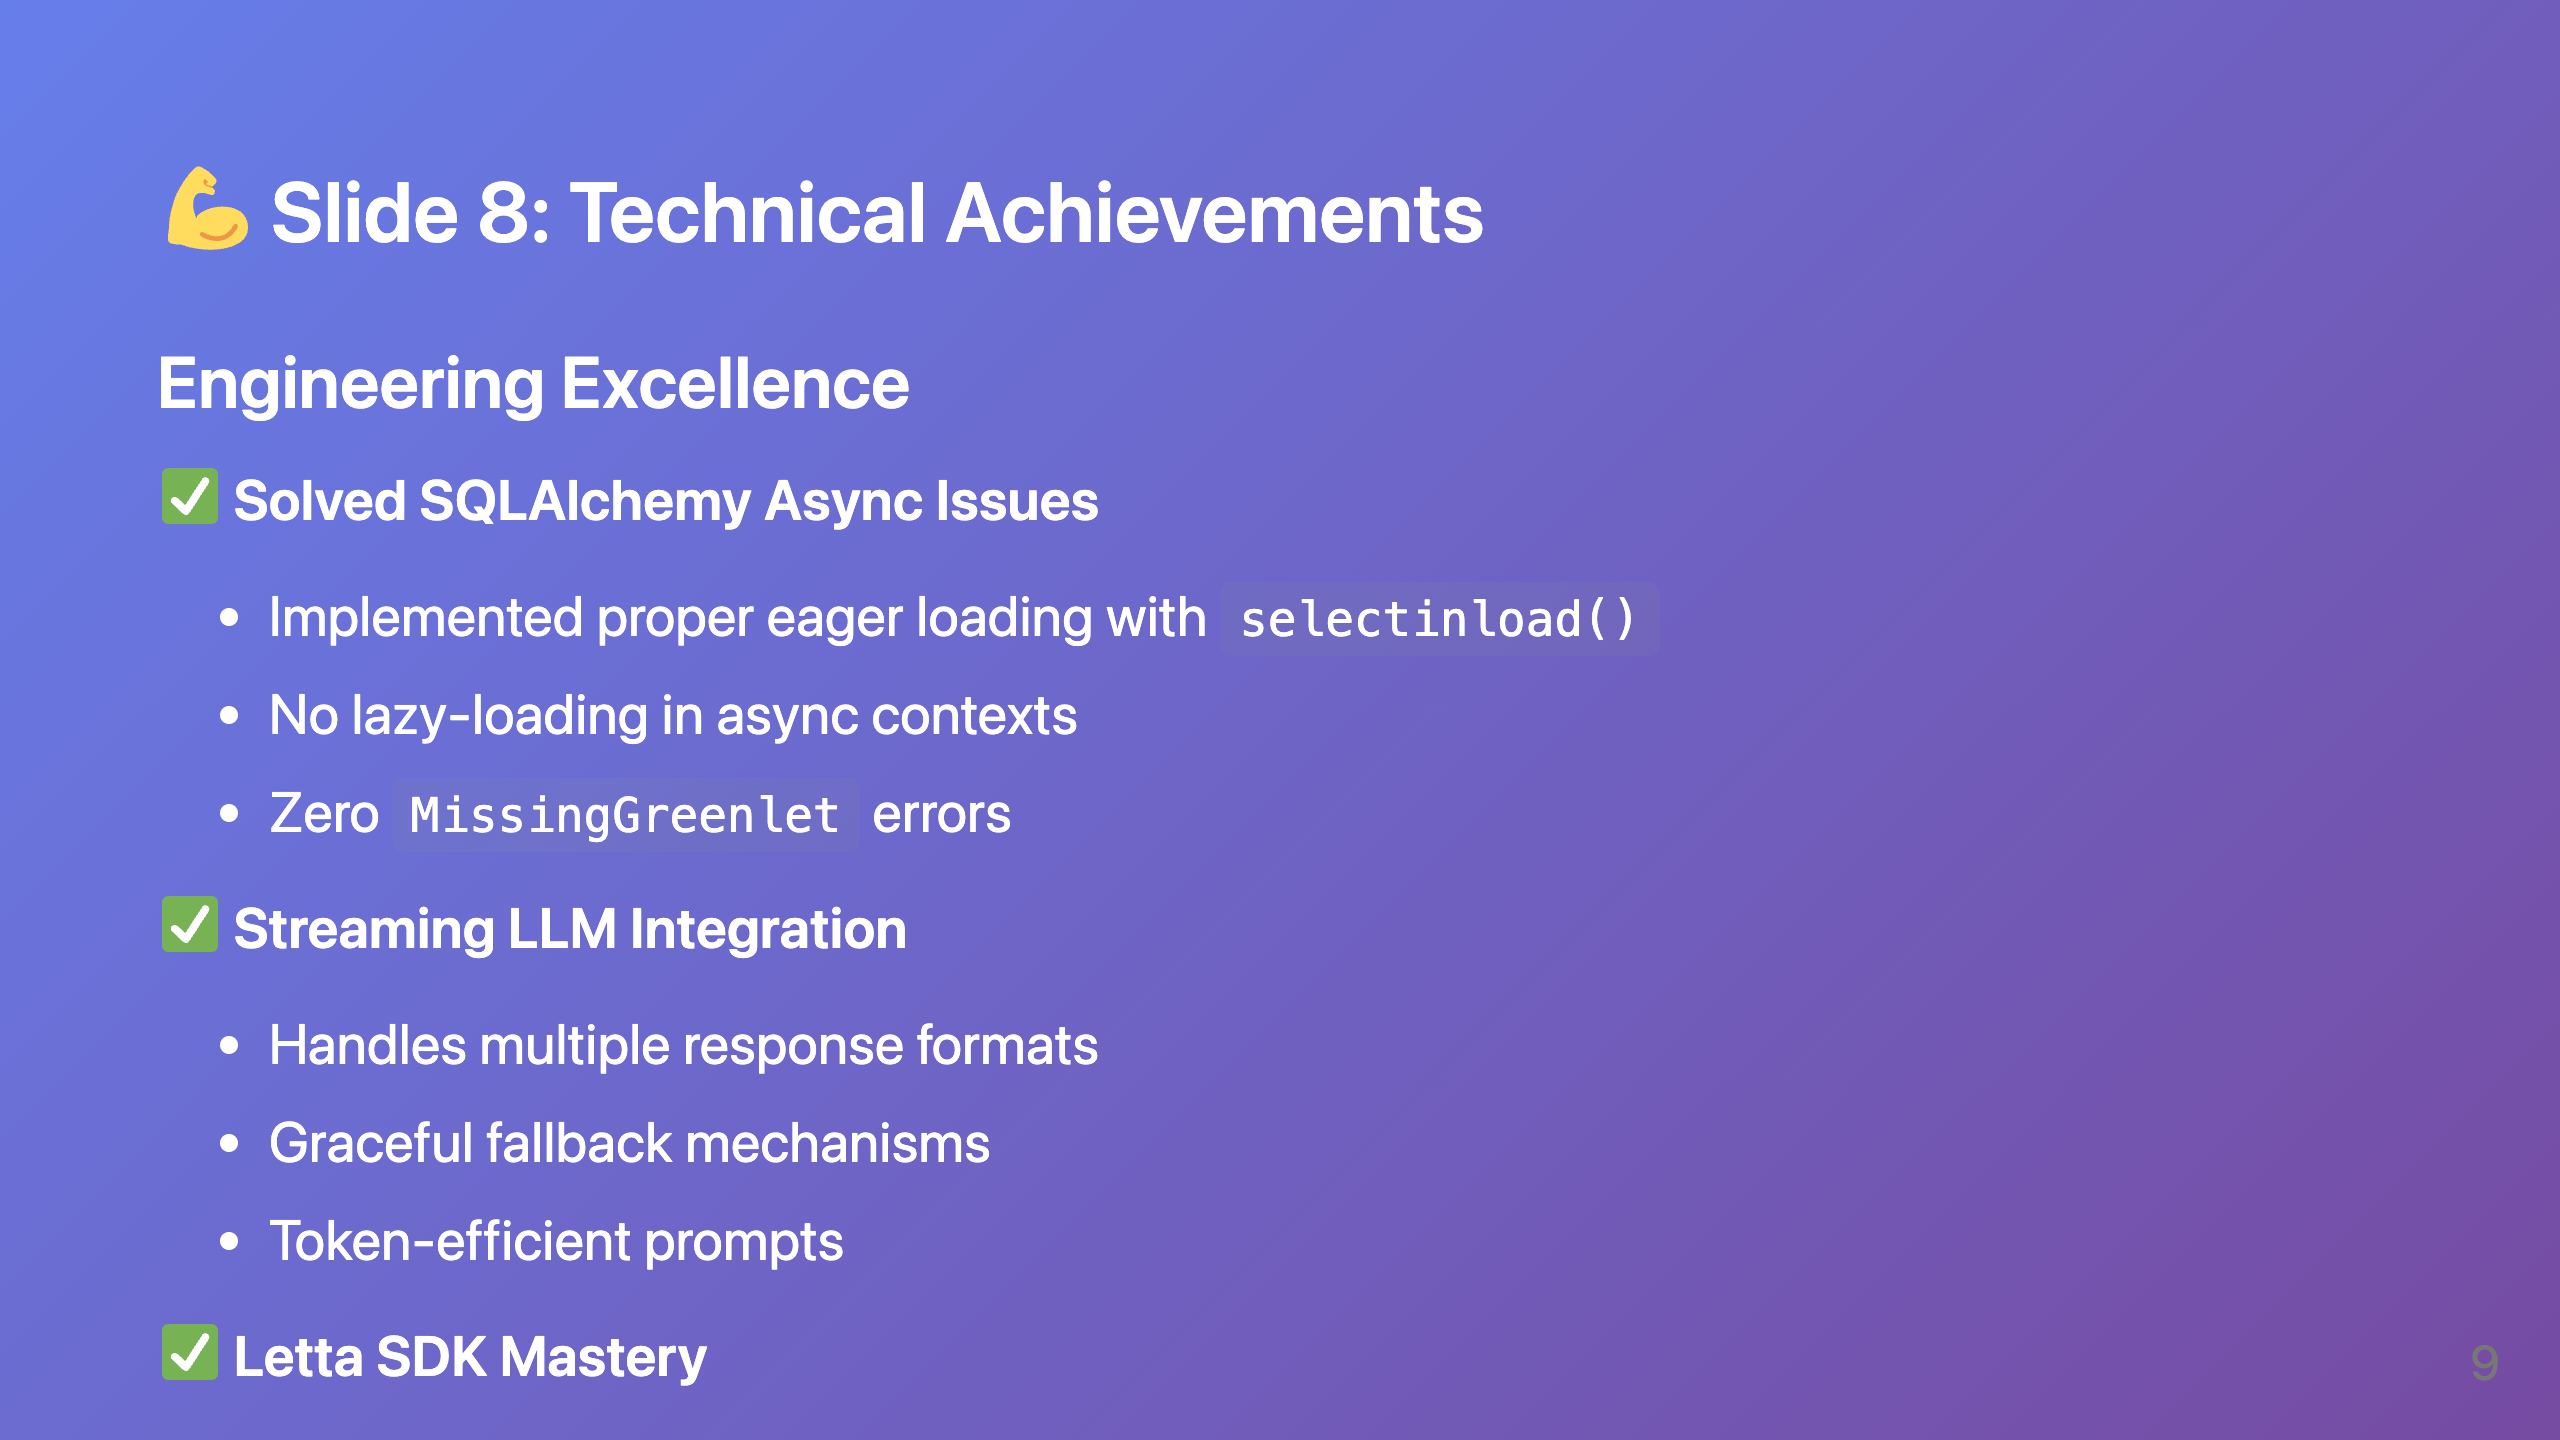 💪 Slide 8: Technical Achievements
Engineering Excellence
✅ Solved SQLAlchemy Async Issues
• Implemented proper eager loading with selectinload()
• No lazy-loading in async contexts
• Zero MissingGreenlet errors
✅ Streaming LLM Integration
• Handles multiple response formats
• Graceful fallback mechanisms
• Token-efficient prompts
✅ Letta SDK Mastery
9